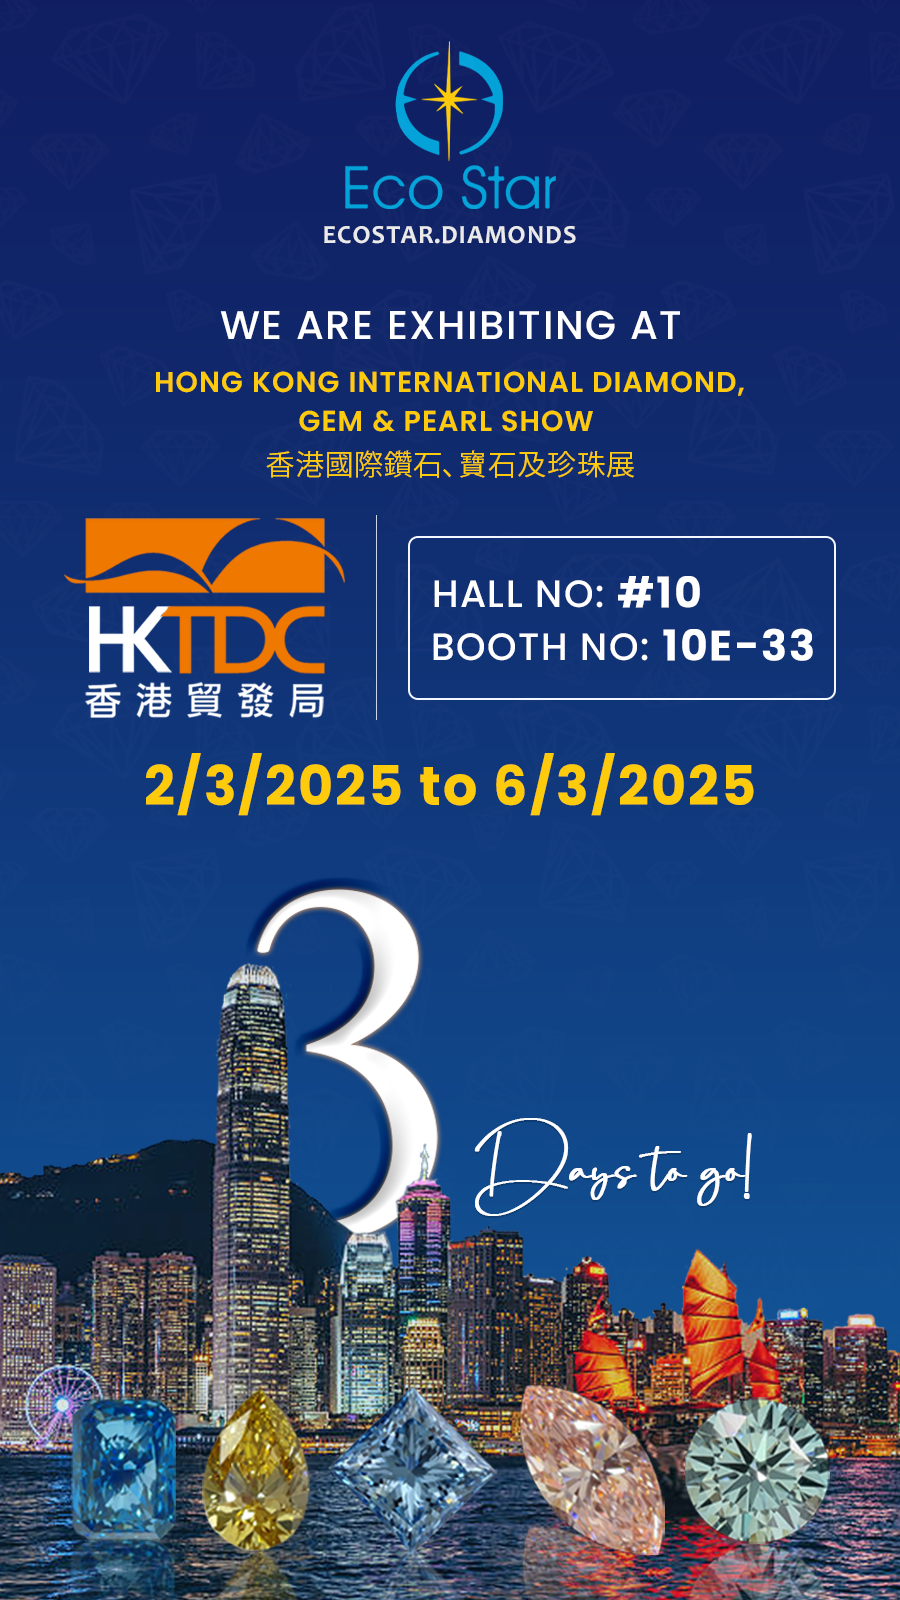 Eco Star
ECOSTAR.DIAMONDS
WE ARE EXHIBITING AT
HONG KONG INTERNATIONAL DIAMOND,
GEM & PEARL SHOW
香港國際鑽石、寶石及珍珠展
HKTDC
香港貿發局
HALL NO: #10
BOOTH NO: 10E-33
2/3/2025 to 6/3/2025
3
Days to go!